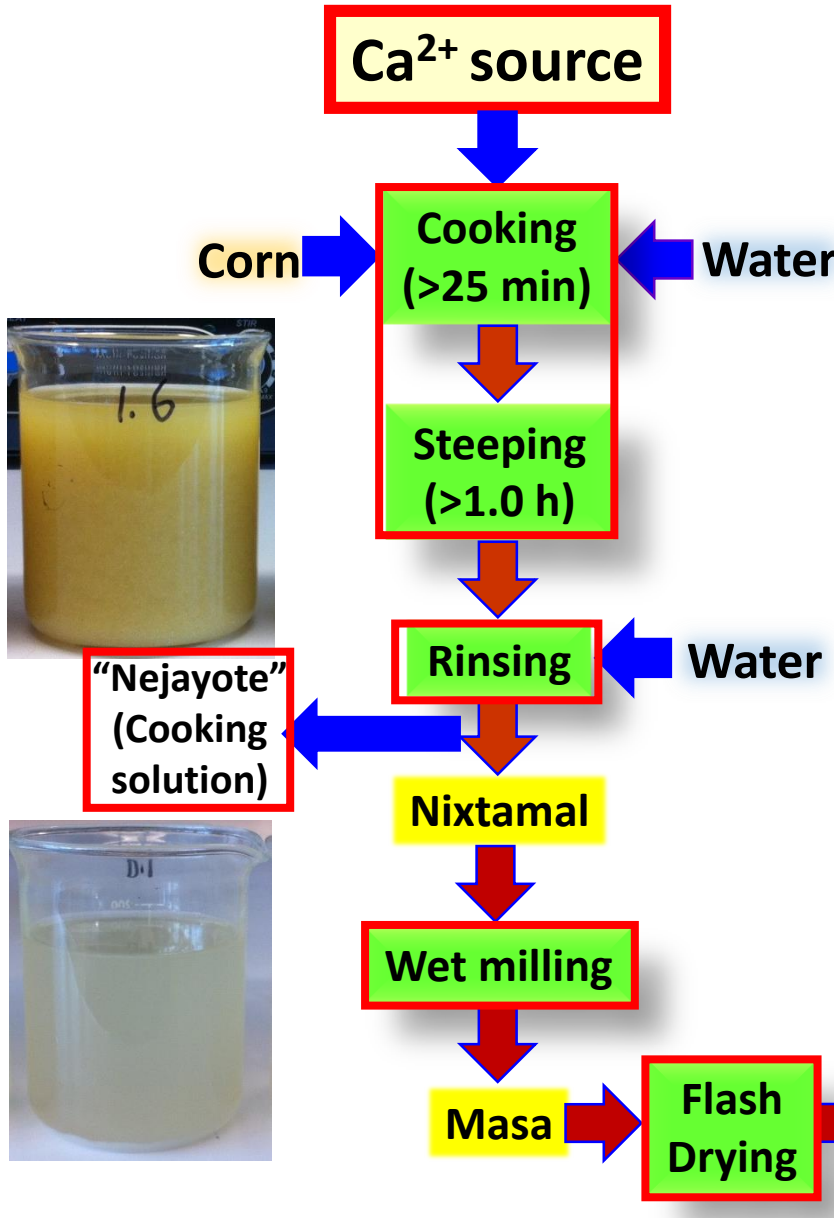 Ca²⁺ source
Corn
Cooking
(>25 min)
Water
1.6
Steeping
(>1.0 h)
Rinsing
Water
“Nejayote”
(Cooking
solution)
Nixtamal
D.1
Wet milling
Masa
Flash
Drying